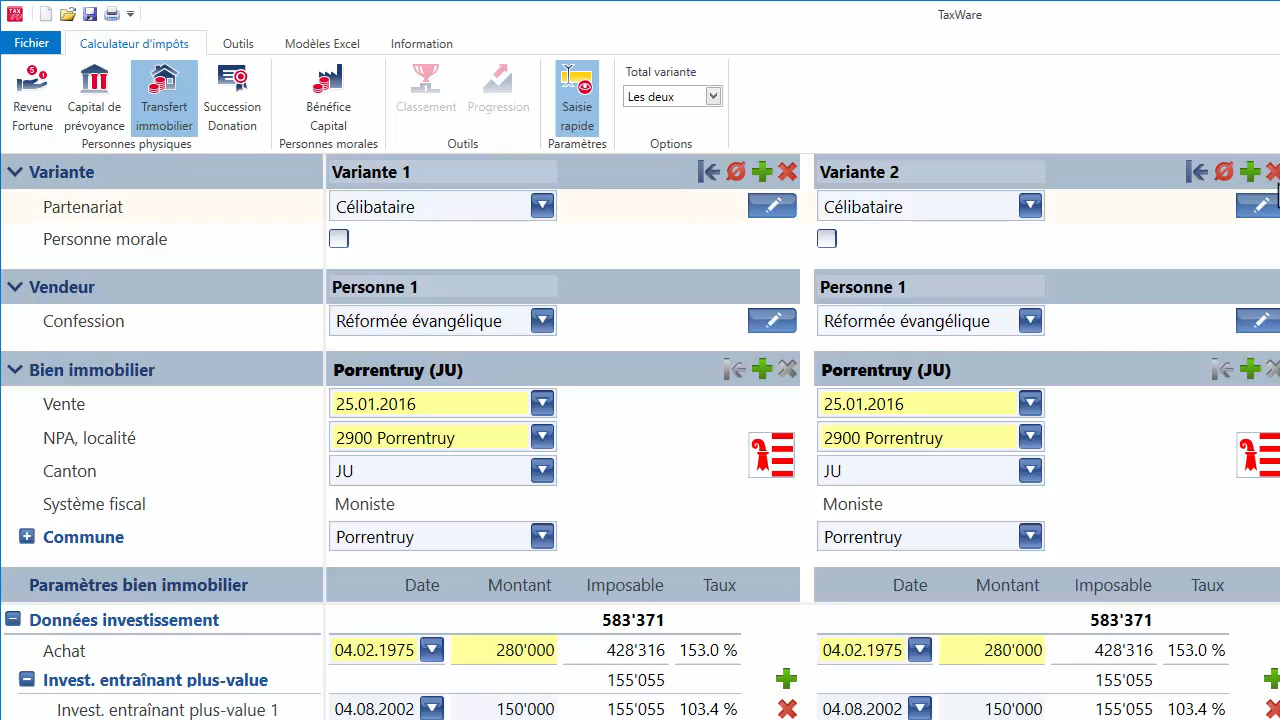 TAX
TaxWare
Fichier Calculateur d'impôts Outils Modèles Excel Information
Revenu Fortune
Capital de prévoyance
Transfert immobilier
Succession Donation
Bénéfice Capital
Classement
Progression
Saisie rapide
Total variante
Les deux
Personnes physiques Personnes morales Outils Paramètres Options
Variante Variante 1 Variante 2
Partenariat Célibataire Célibataire
Personne morale
Vendeur Personne 1 Personne 1
Confession Réformée évangélique Réformée évangélique
Bien immobilier Porrentruy (JU) Porrentruy (JU)
Vente 25.01.2016 25.01.2016
NPA, localité 2900 Porrentruy 2900 Porrentruy
Canton JU JU
Système fiscal Moniste Moniste
Commune Porrentruy Porrentruy
Paramètres bien immobilier Date Montant Imposable Taux Date Montant Imposable Taux
Données investissement 583'371 583'371
Achat 04.02.1975 280'000 428'316 153.0 % 04.02.1975 280'000 428'316 153.0 %
Invest. entraînant plus-value 155'055 155'055
Invest. entraînant plus-value 1 04.08.2002 150'000 155'055 103.4 % 04.08.2002 150'000 155'055 103.4 %